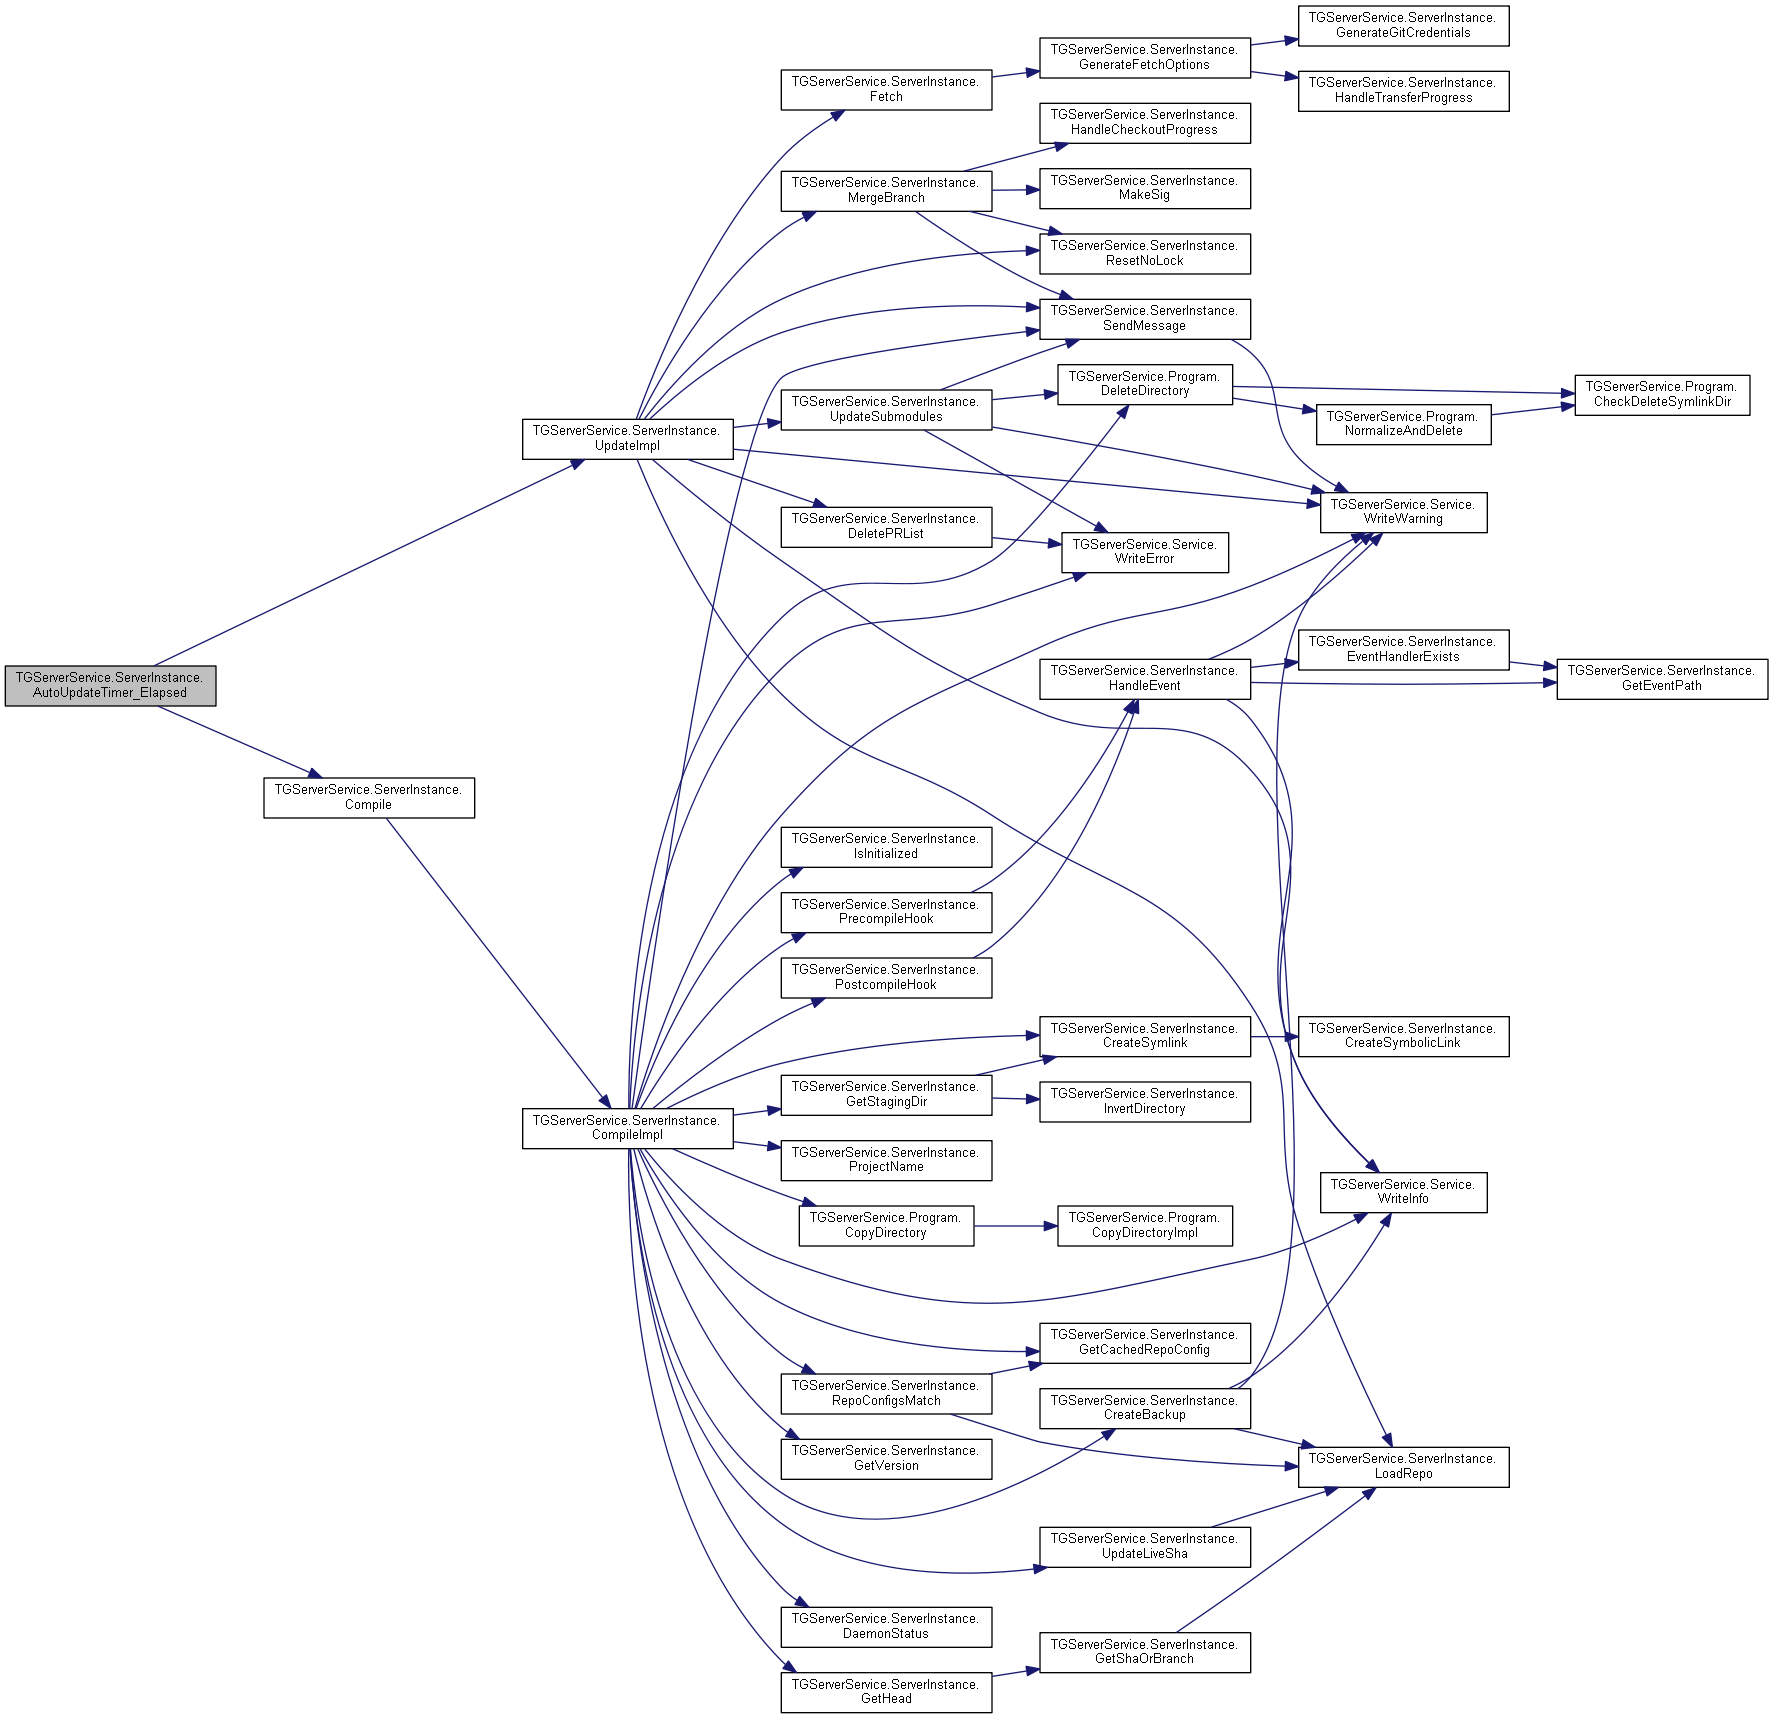 TGServerService.ServerInstance.
GenerateGitCredentials
TGServerService.ServerInstance.
GenerateFetchOptions
TGServerService.ServerInstance.
Fetch
TGServerService.ServerInstance.
HandleTransferProgress
TGServerService.ServerInstance.
HandleCheckoutProgress
TGServerService.ServerInstance.
MergeBranch
TGServerService.ServerInstance.
MakeSig
TGServerService.ServerInstance.
ResetNoLock
TGServerService.ServerInstance.
SendMessage
TGServerService.Program.
DeleteDirectory
TGServerService.Program.
CheckDeleteSymlinkDir
TGServerService.ServerInstance.
UpdateSubmodules
TGServerService.Program.
NormalizeAndDelete
TGServerService.ServerInstance.
UpdateImpl
TGServerService.Service.
WriteWarning
TGServerService.ServerInstance.
DeletePRList
TGServerService.Service.
WriteError
TGServerService.ServerInstance.
EventHandlerExists
TGServerService.ServerInstance.
HandleEvent
TGServerService.ServerInstance.
GetEventPath
TGServerService.ServerInstance.
AutoUpdateTimer_Elapsed
TGServerService.ServerInstance.
Compile
TGServerService.ServerInstance.
IsInitialized
TGServerService.ServerInstance.
PrecompileHook
TGServerService.ServerInstance.
PostcompileHook
TGServerService.ServerInstance.
CreateSymlink
TGServerService.ServerInstance.
CreateSymbolicLink
TGServerService.ServerInstance.
GetStagingDir
TGServerService.ServerInstance.
InvertDirectory
TGServerService.ServerInstance.
CompileImpl
TGServerService.ServerInstance.
ProjectName
TGServerService.Service.
WriteInfo
TGServerService.Program.
CopyDirectory
TGServerService.Program.
CopyDirectoryImpl
TGServerService.ServerInstance.
GetCachedRepoConfig
TGServerService.ServerInstance.
RepoConfigsMatch
TGServerService.ServerInstance.
CreateBackup
TGServerService.ServerInstance.
GetVersion
TGServerService.ServerInstance.
LoadRepo
TGServerService.ServerInstance.
UpdateLiveSha
TGServerService.ServerInstance.
DaemonStatus
TGServerService.ServerInstance.
GetShaOrBranch
TGServerService.ServerInstance.
GetHead